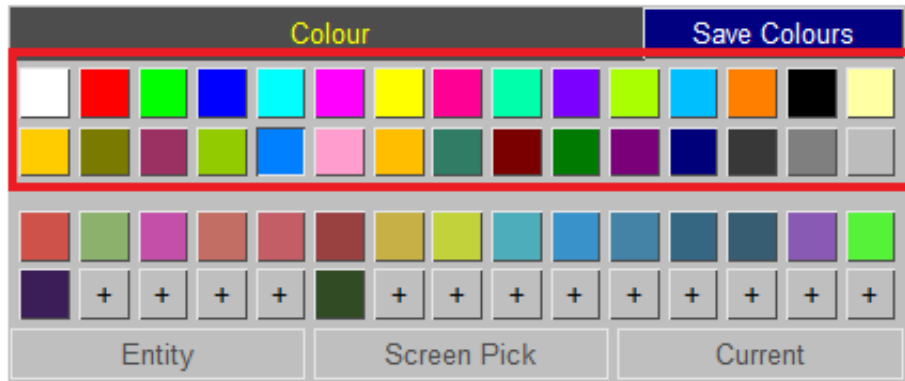 Colour Save Colours
+ + + + + + + + + + + + +
Entity Screen Pick Current